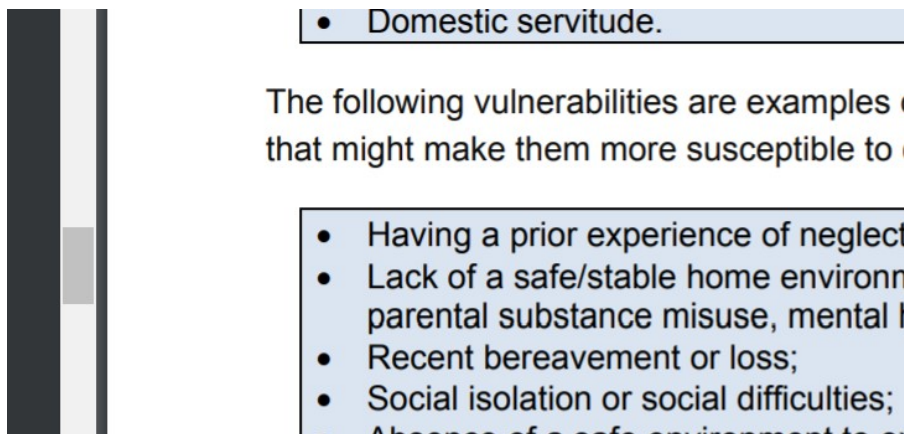 • Domestic servitude.
The following vulnerabilities are examples
that might make them more susceptible to
• Having a prior experience of neglect
• Lack of a safe/stable home
parental substance misuse, mental
• Recent bereavement or loss;
• Social isolation or social difficulties;